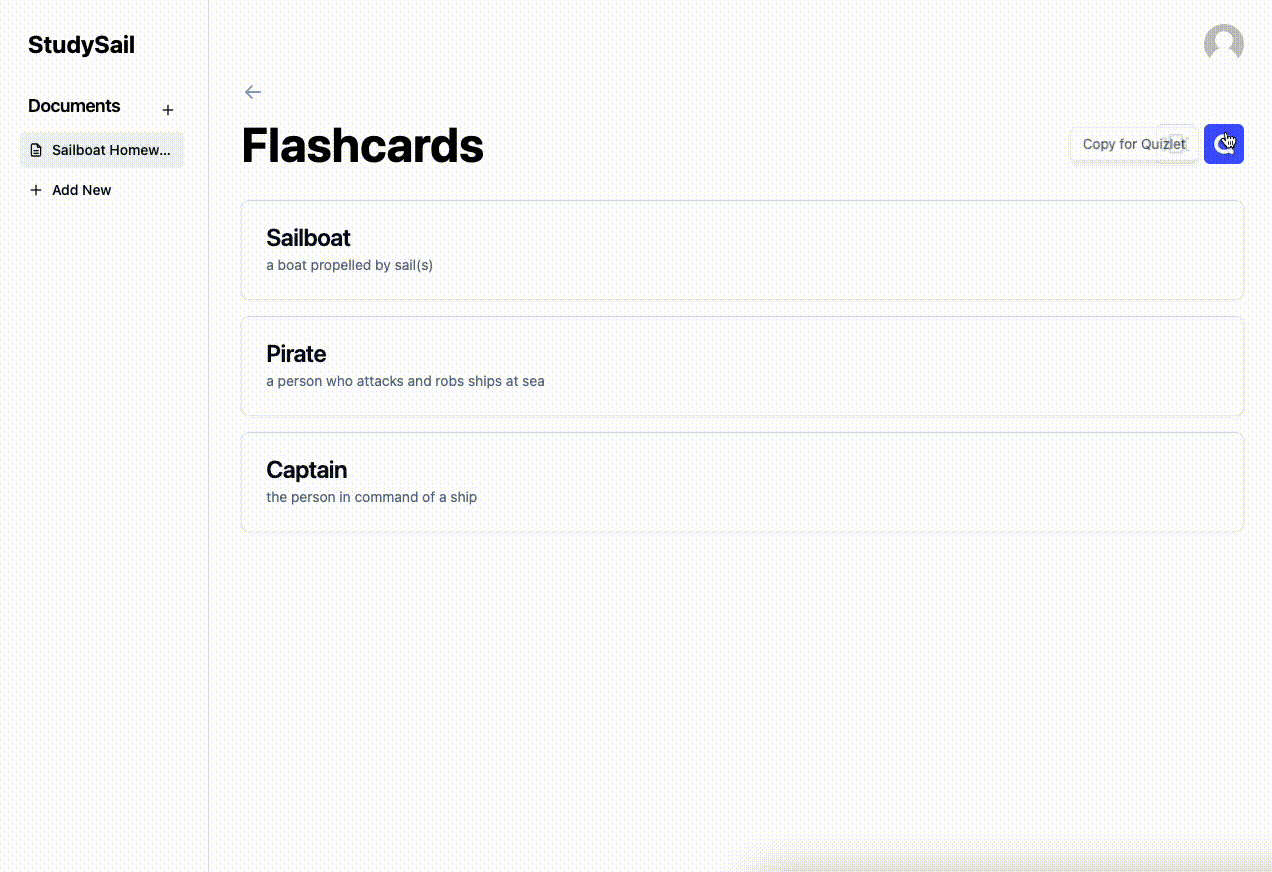 StudySail
Documents
Sailboat Homew...
Add New
Flashcards
Copy for Quizlet
Sailboat
a boat propelled by sail(s)
Pirate
a person who attacks and robs ships at sea
Captain
the person in command of a ship